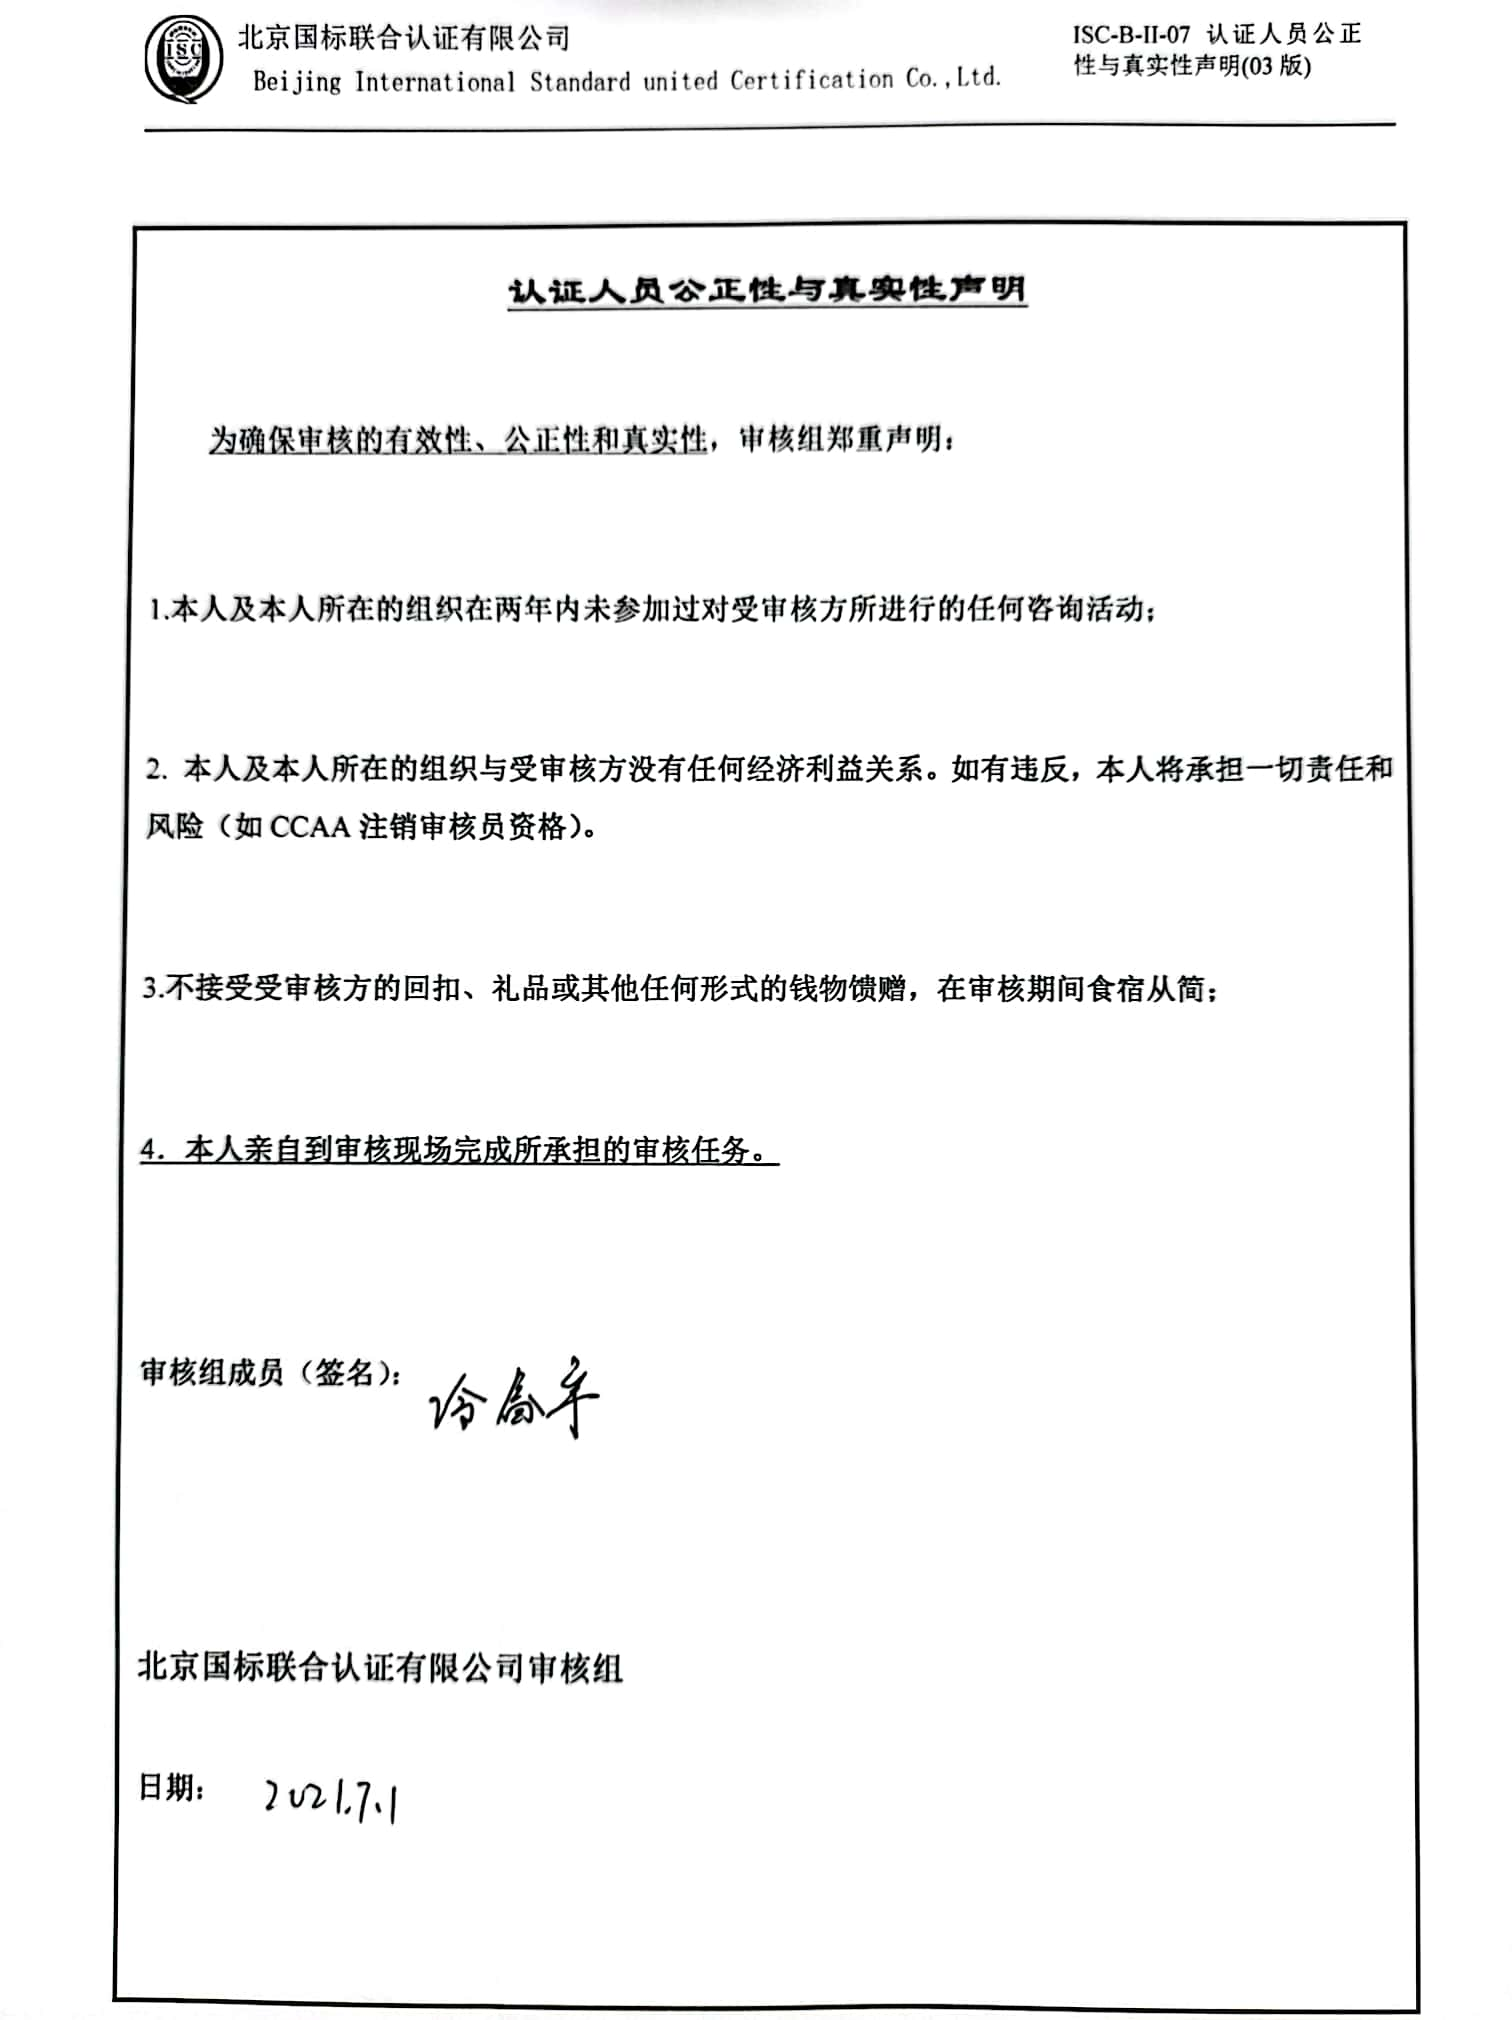 北京国标联合认证有限公司
Beijing International Standard united Certification Co.,Ltd.
ISC-B-II-07 认证人员公正
性与真实性声明(03 版)
ISC
认证人员公正性与真实性声明
为确保审核的有效性、公正性和真实性，审核组郑重声明：
1.本人及本人所在的组织在两年内未参加过对受审核方所进行的任何咨询活动；
2. 本人及本人所在的组织与受审核方没有任何经济利益关系。如有违反，本人将承担一切责任和
风险（如 CCAA 注销审核员资格）。
3.不接受受审核方的回扣、礼品或其他任何形式的钱物馈赠，在审核期间食宿从简；
4. 本人亲自到审核现场完成所承担的审核任务。
审核组成员（签名）：
北京国标联合认证有限公司审核组
日期： 2021.7.1